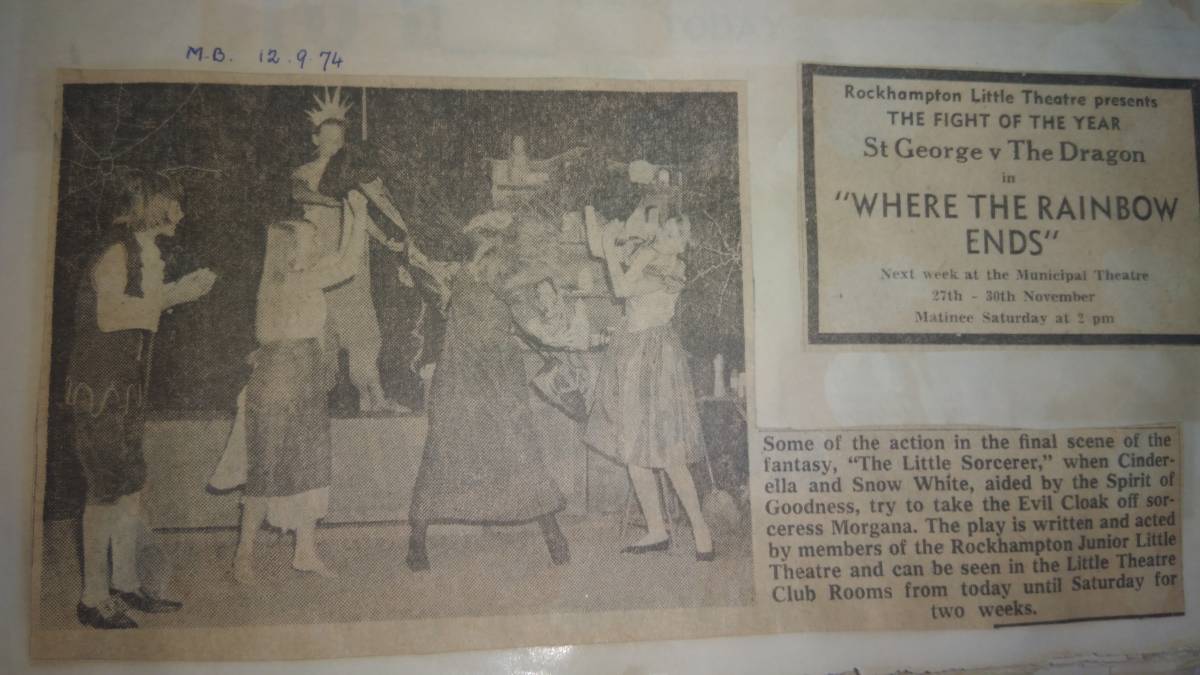 M.B. 12.9.74
Rockhampton Little Theatre presents
THE FIGHT OF THE YEAR
St George v The Dragon
in
"WHERE THE RAINBOW
ENDS"
Next week at the Municipal Theatre
27th - 30th November
Matinee Saturday at 2 pm
Some of the action in the final scene of the
fantasy, "The Little Sorcerer," when Cinder-
ella and Snow White, aided by the Spirit of
Goodness, try to take the Evil Cloak off sor-
ceress Morgana. The play is written and acted
by members of the Rockhampton Junior Little
Theatre and can be seen in the Little Theatre
Club Rooms from today until Saturday for
two weeks.